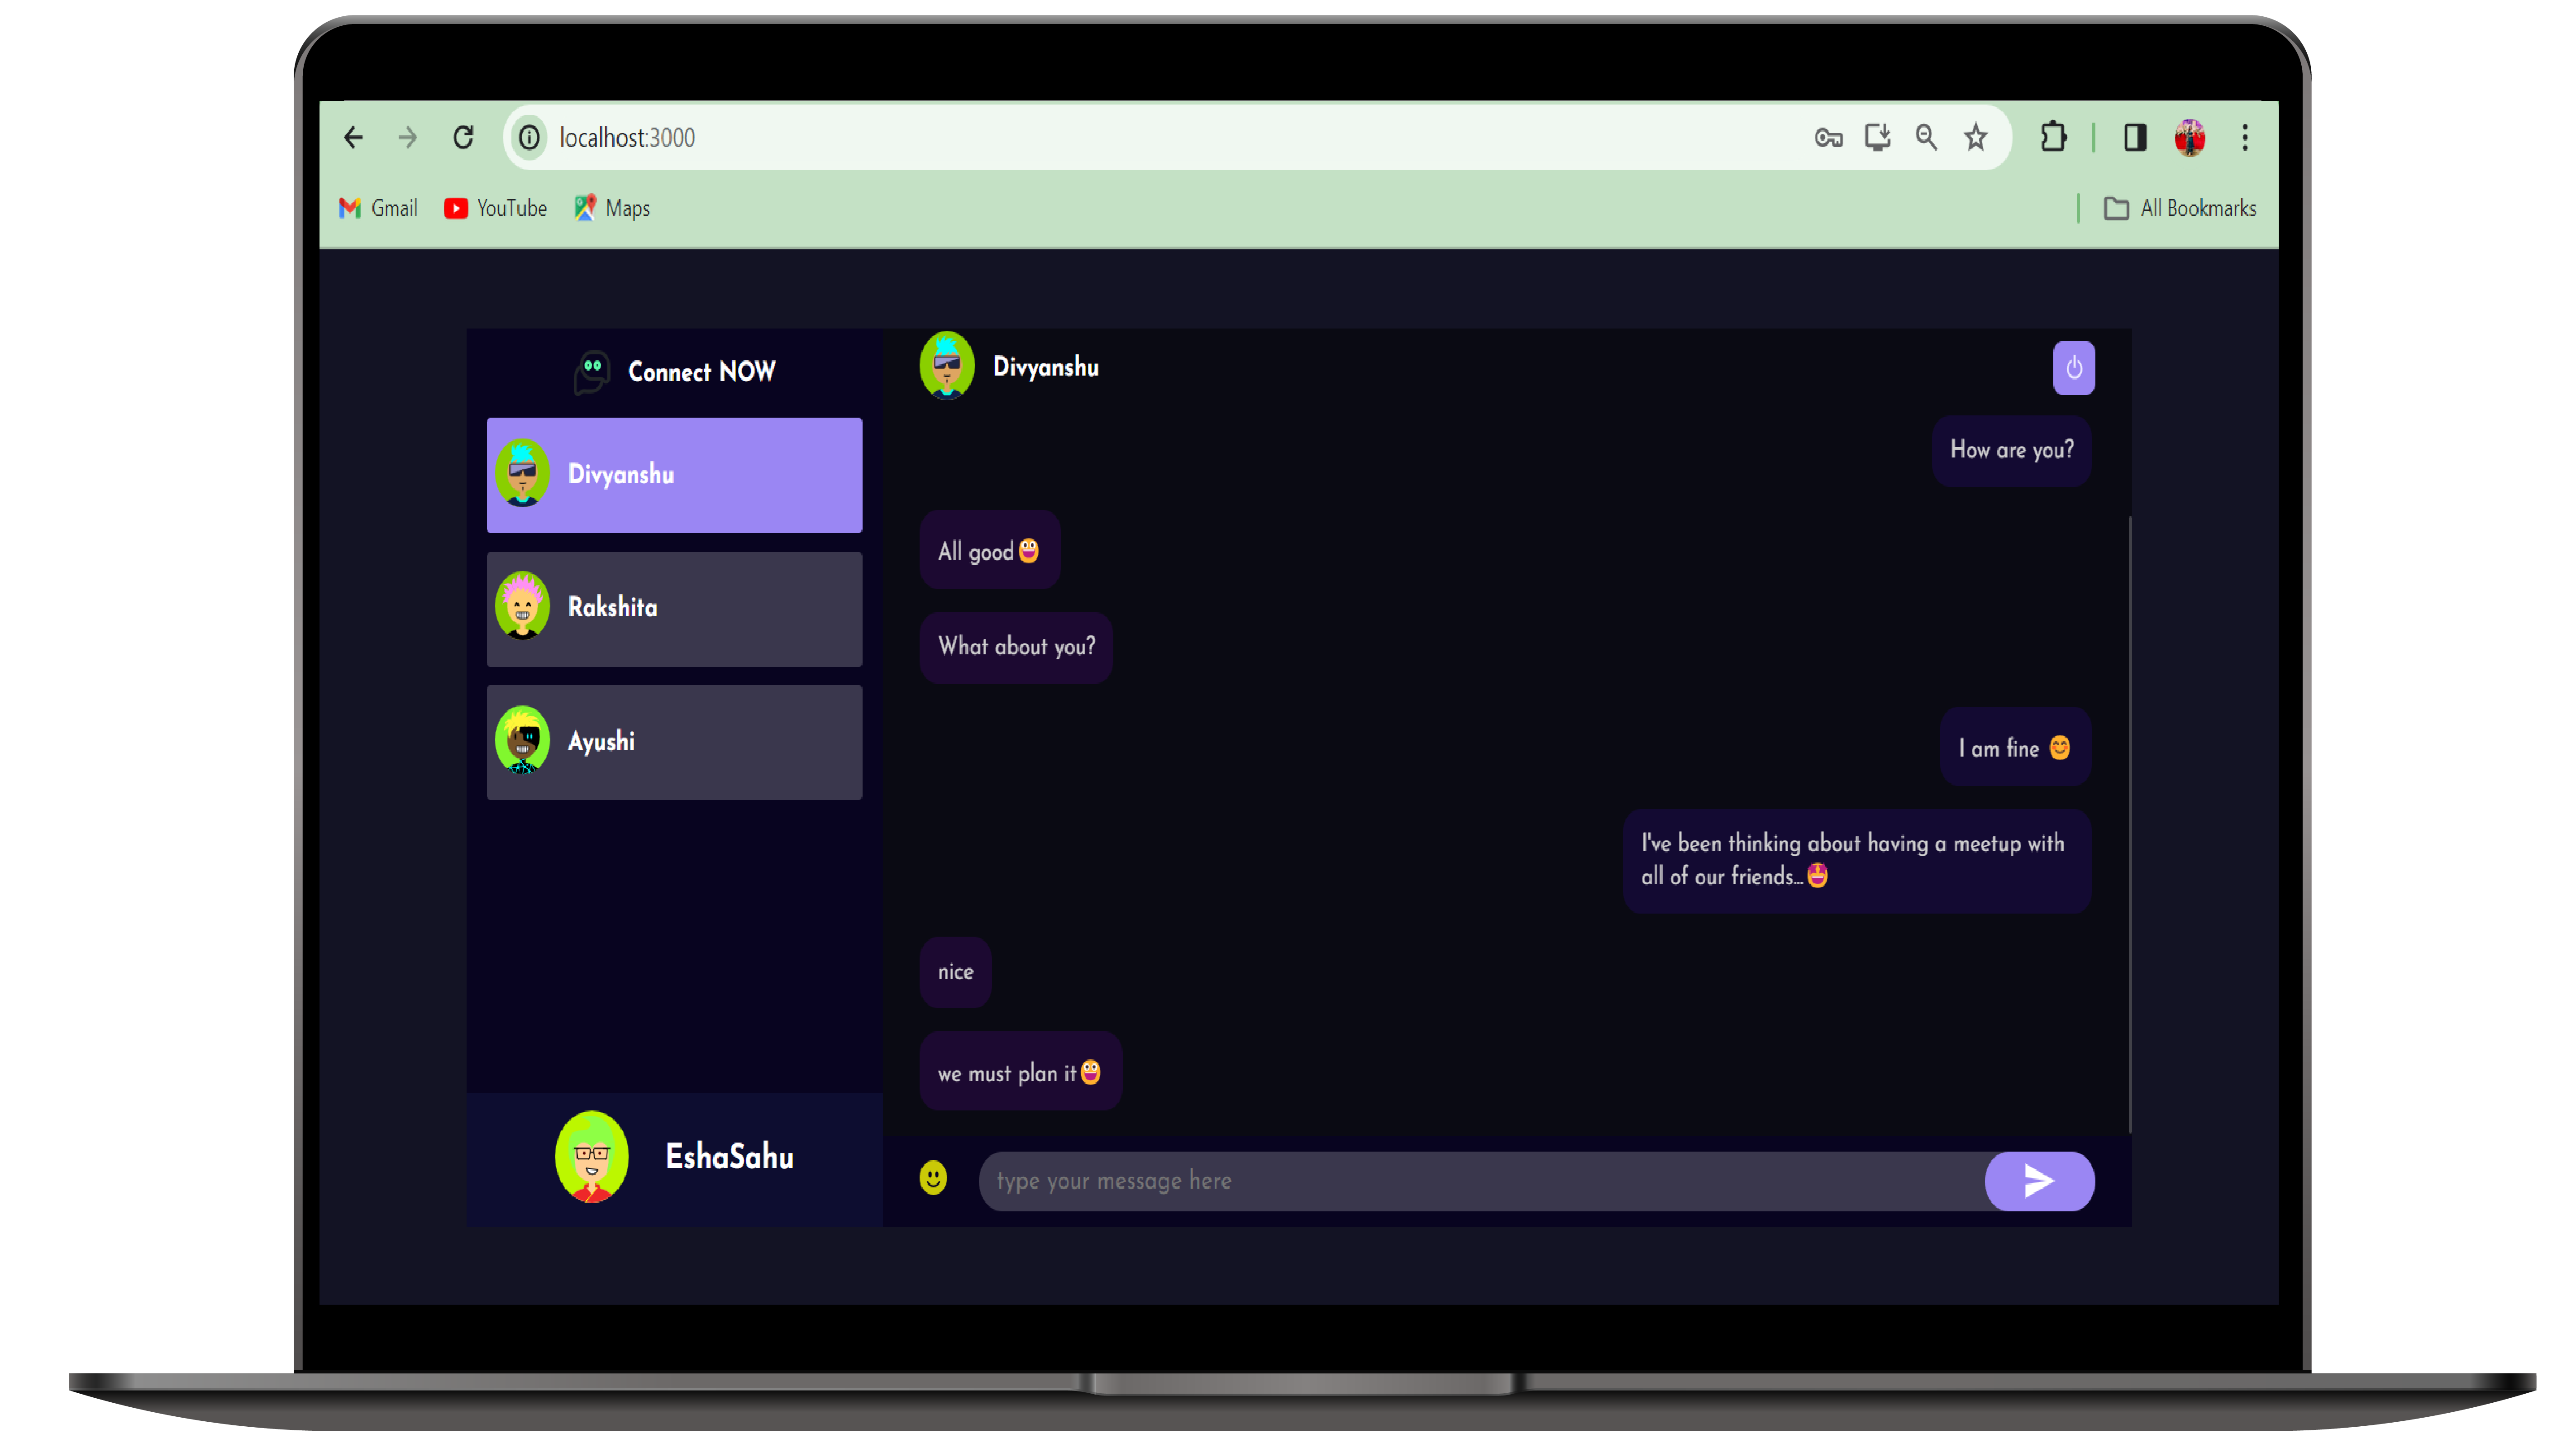 localhost:3000
Gmail YouTube Maps All Bookmarks
Connect NOW
Divyanshu
Rakshita
Ayushi
EshaSahu
Divyanshu
How are you?
All good😀
What about you?
I am fine 😊
I've been thinking about having a meetup with
all of our friends...🤩
nice
we must plan it😀
type your message here